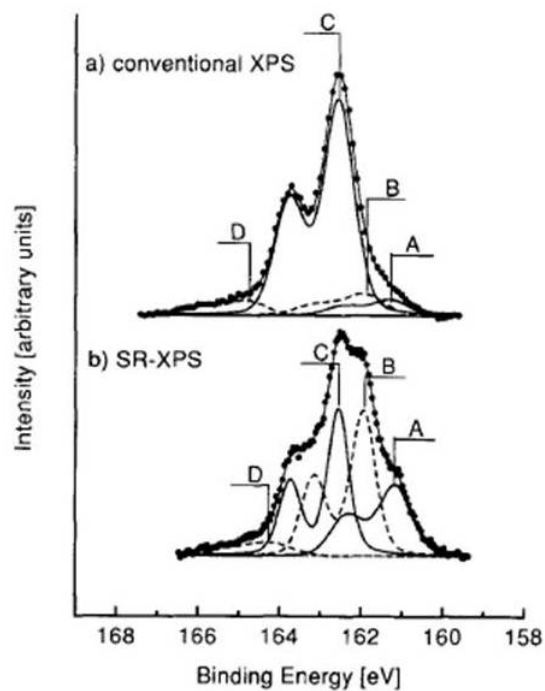 C
a) conventional XPS
B
D
A
b) SR-XPS
C
B
A
D
Intensity [arbitrary units]
168 166 164 162 160 158
Binding Energy [eV]